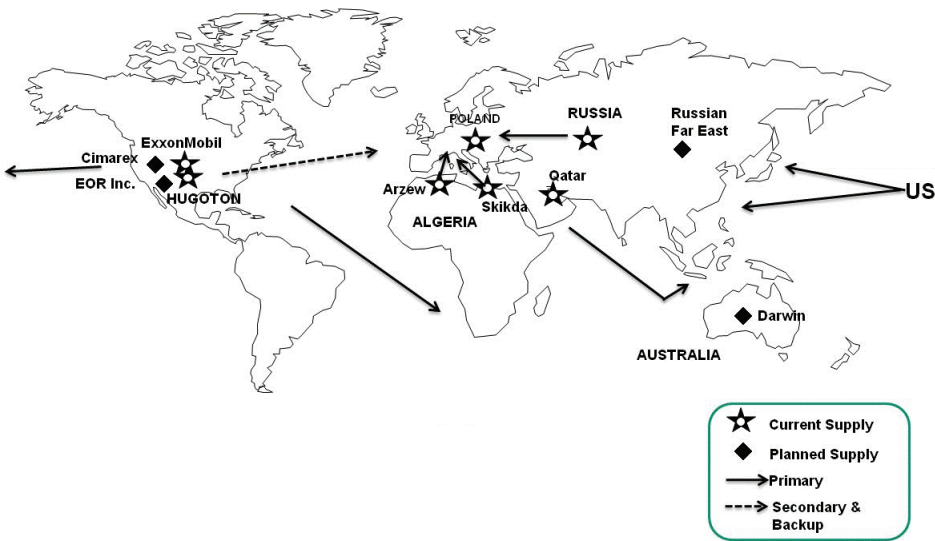 POLAND
RUSSIA
Russian
Far East
ExxonMobil
Cimarex
EOR Inc.
HUGOTON
Arzew
Skikda
Qatar
US
ALGERIA
Darwin
AUSTRALIA
Current Supply
Planned Supply
Primary
Secondary &
Backup